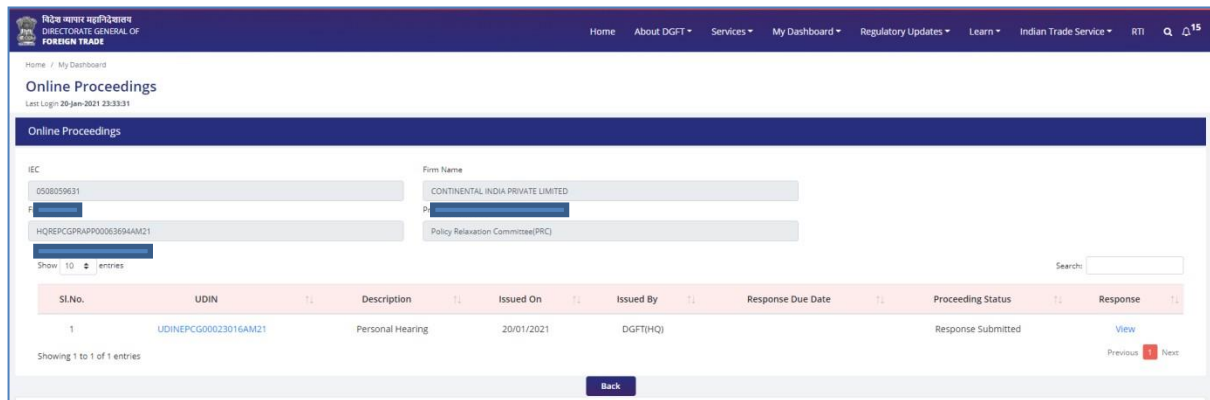 विदेश व्यापार महानिदेशालय
DIRECTORATE GENERAL OF
FOREIGN TRADE
Home About DGFT Services My Dashboard Regulatory Updates Learn Indian Trade Service RTI 15
Home / My Dashboard
Online Proceedings
Last Login 20-Jan-2021 23:33:31
Online Proceedings
IEC Firm Name
0508059631 CONTINENTAL INDIA PRIVATE LIMITED
HQREPCGPRAPP00063694AM21 Policy Relaxation Committee(PRC)
Show 10 entries Search:
Sl.No. UDIN Description Issued On Issued By Response Due Date Proceeding Status Response
1 UDINEPCG00023016AM21 Personal Hearing 20/01/2021 DGFT(HQ) Response Submitted View
Showing 1 to 1 of 1 entries Previous 1 Next
Back